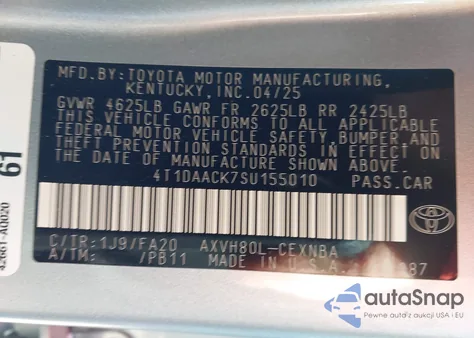 MFD. BY: TOYOTA MOTOR MANUFACTURING,
KENTUCKY, INC. 04/25
GVWR 4625LB GAWR FR 2625LB RR 2425LB
THIS VEHICLE CONFORMS TO ALL APPLICABLE
FEDERAL MOTOR VEHICLE SAFETY, BUMPER, AND
THEFT PREVENTION STANDARDS IN EFFECT ON
THE DATE OF MANUFACTURE SHOWN ABOVE.
4T1DAACK7SU155010 PASS.CAR
C/TR:1J9/FA20 AXVH80L-CEXNBA
A/TM: /PB11 MADE IN U.S.A.
61
42661-A0020
autoSnap
Pewne auta z aukcji USA i EU